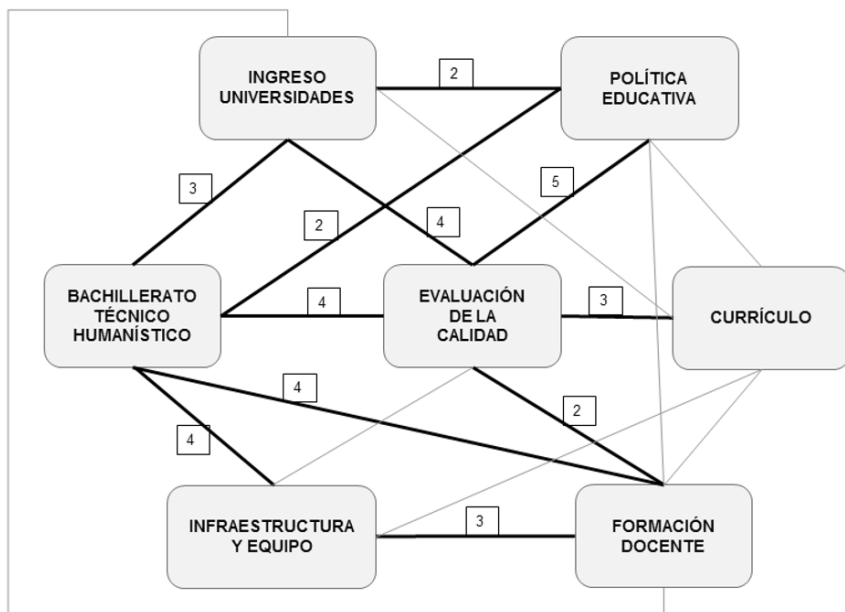 INGRESO
UNIVERSIDADES
2
POLÍTICA
EDUCATIVA
3
2
4
5
BACHILLERATO
TÉCNICO
HUMANÍSTICO
4
EVALUACIÓN
DE LA
CALIDAD
3
CURRÍCULO
4
4
2
INFRAESTRUCTURA
Y EQUIPO
3
FORMACIÓN
DOCENTE